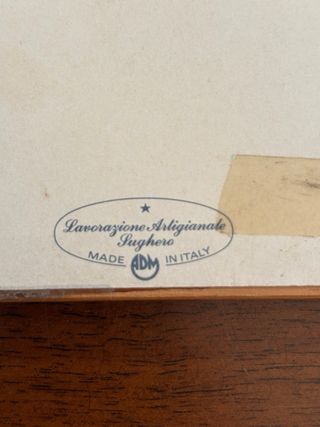 Lavorazione Artigianale
Sughero
MADE ADM IN ITALY